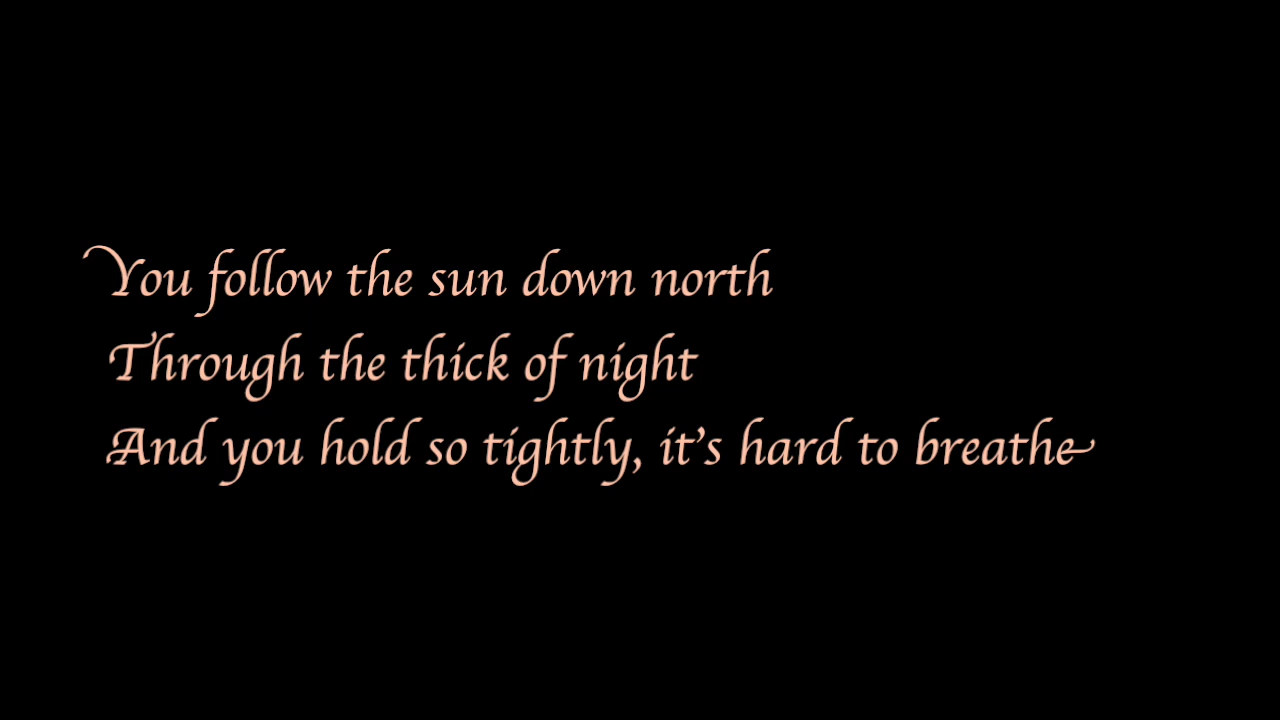 You follow the sun down north
Through the thick of night
And you hold so tightly, it's hard to breathe